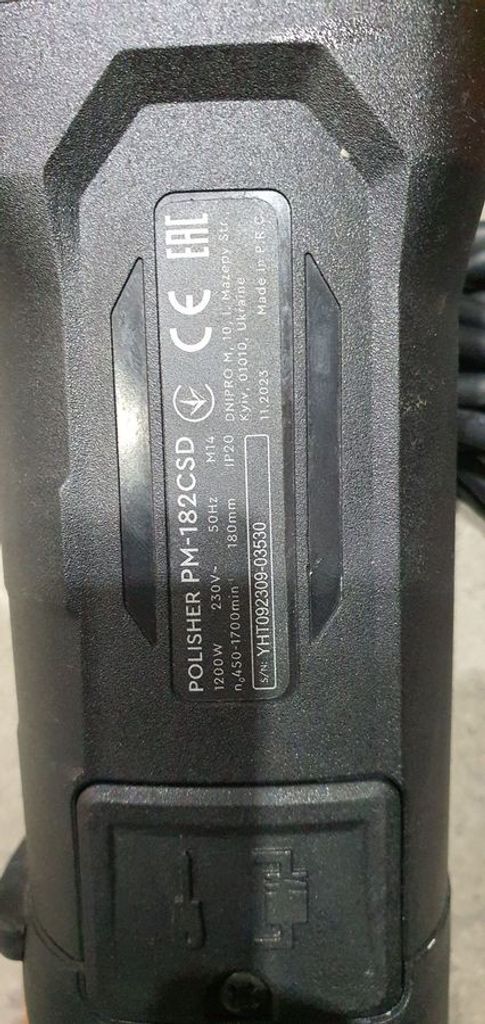 POLISHER PM-182CSD
1200W 230V~ 50Hz M14
n₀450-1700min⁻¹ 180mm IP20
S/N: YHT092309-03530
CE EAC
DNIPRO M, 10, I. Mazepy Str.
Kyiv, 01010, Ukraine
11.2023 Made in P.R.C.